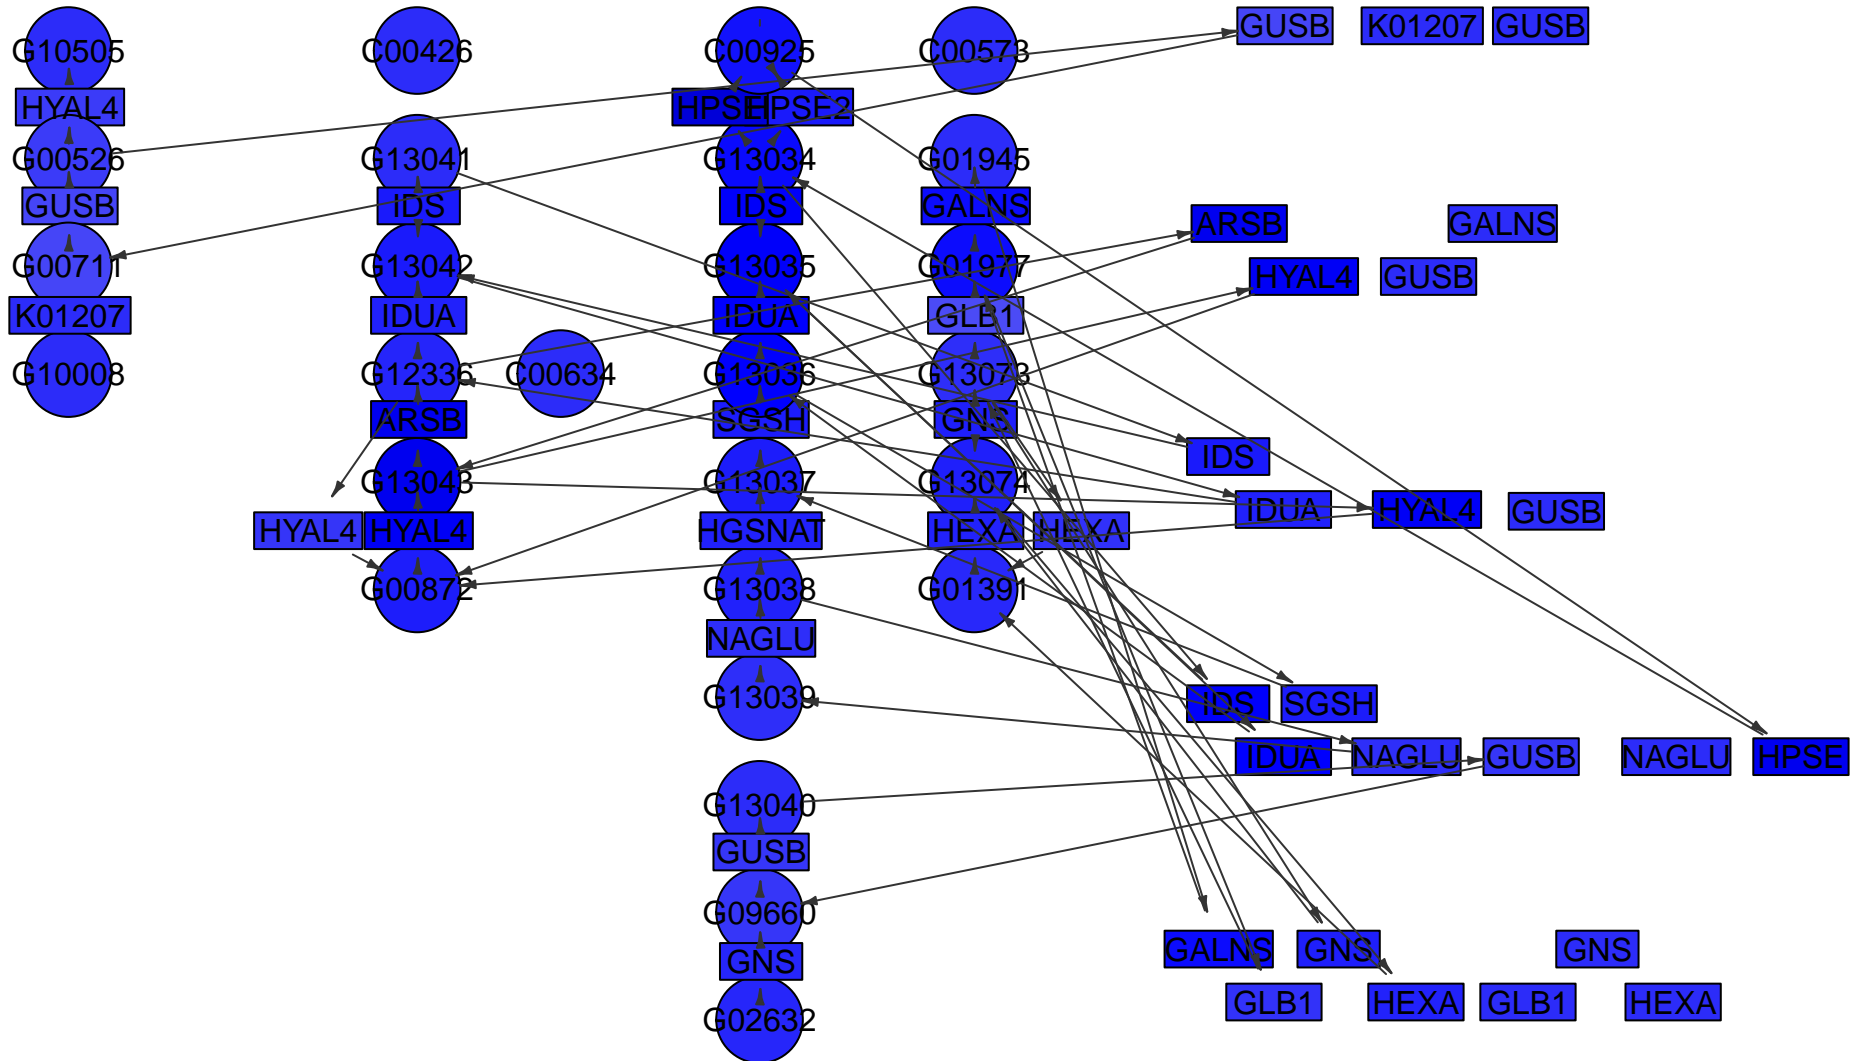 G10505 C00426 C00925 C00573 GUSB K01207 GUSB
HYAL4 HPSE HPSE2
G00526 G13041 G13034 G01945
GUSB IDS IDS GALNS ARSB GALNS
G00711 G13042 G13035 G01977 HYAL4 GUSB
K01207 IDUA IDUA GLB1
G10008 G12336 C00634 G13036 G13073
ARSB SGSH GNS IDS
G13043 G13037 G13074 IDUA HYAL4 GUSB
HYAL4 HYAL4 HGSNAT HEXA HEXA
G00872 G13038 G01391
NAGLU
G13039 IDS SGSH
IDUA NAGLU GUSB NAGLU HPSE
G13040
GUSB
G09660
GNS GALNS GNS GNS
G02632 GLB1 HEXA GLB1 HEXA